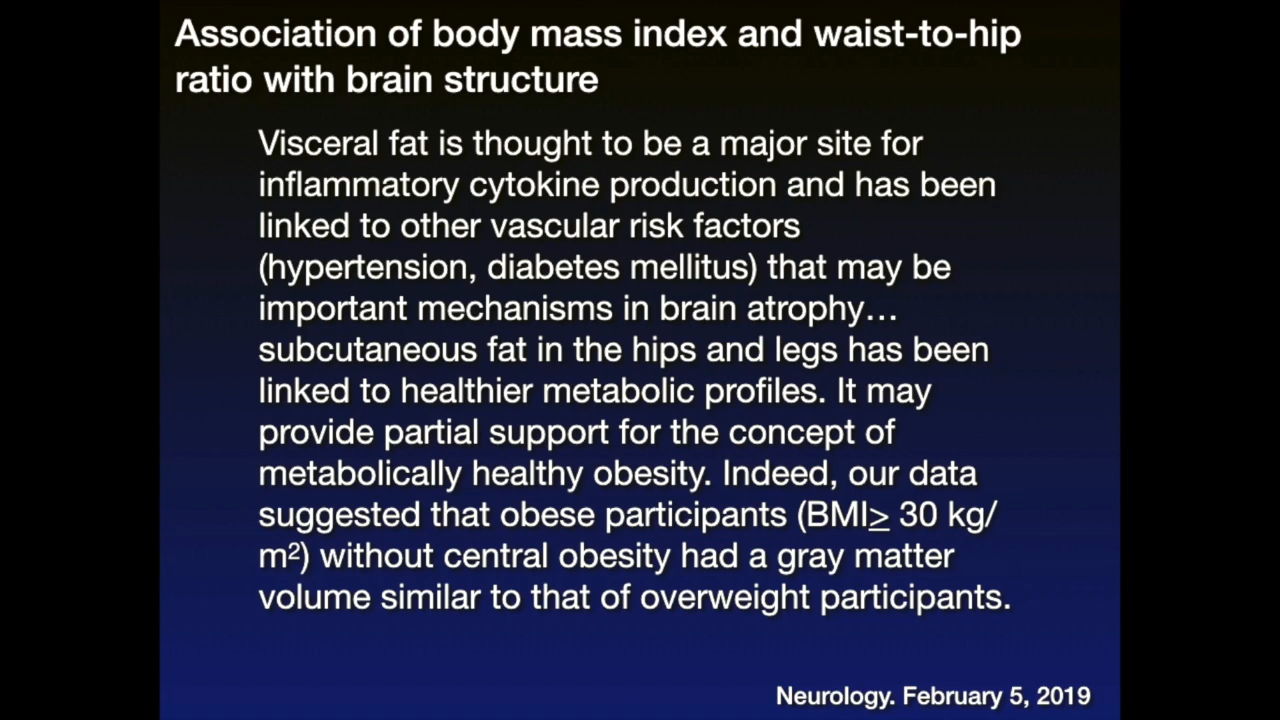 Association of body mass index and waist-to-hip
ratio with brain structure
Visceral fat is thought to be a major site for
inflammatory cytokine production and has been
linked to other vascular risk factors
(hypertension, diabetes mellitus) that may be
important mechanisms in brain atrophy…
subcutaneous fat in the hips and legs has been
linked to healthier metabolic profiles. It may
provide partial support for the concept of
metabolically healthy obesity. Indeed, our data
suggested that obese participants (BMI≥ 30 kg/
m²) without central obesity had a gray matter
volume similar to that of overweight participants.
Neurology. February 5, 2019